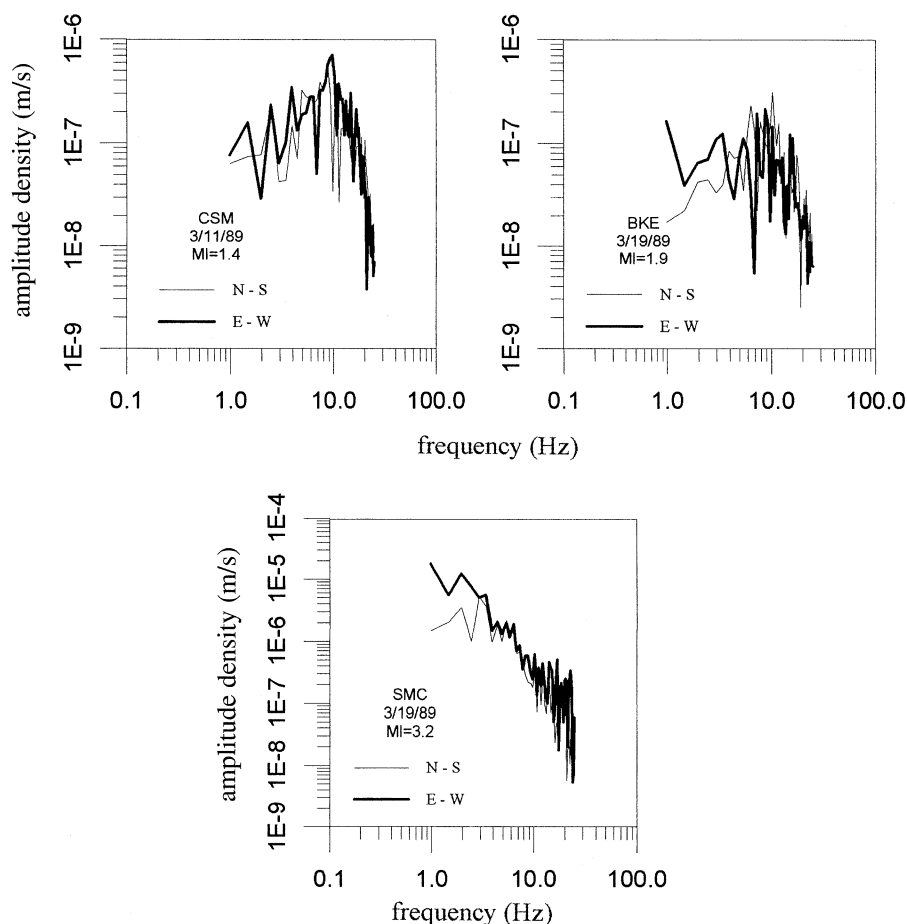 amplitude density (m/s)
1E-6
1E-7
1E-8
1E-9
CSM
3/11/89
Ml=1.4
N - S
E - W
0.1 1.0 10.0 100.0
1E-6
1E-7
1E-8
1E-9
BKE
3/19/89
Ml=1.9
N - S
E - W
0.1 1.0 10.0 100.0
frequency (Hz)
amplitude density (m/s)
1E-4
1E-5
1E-6
1E-7
1E-8
1E-9
SMC
3/19/89
Ml=3.2
N - S
E - W
0.1 1.0 10.0 100.0
frequency (Hz)